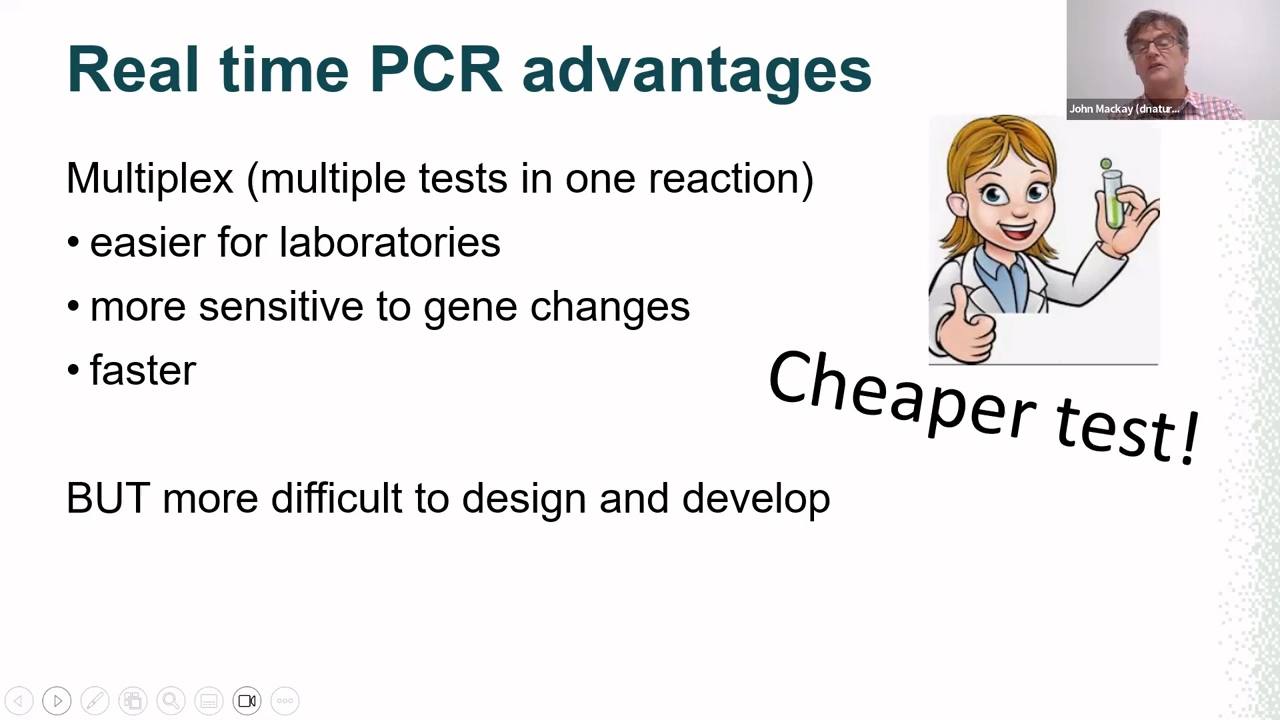 Real time PCR advantages
John Mackay (dnatur...
Multiplex (multiple tests in one reaction)
• easier for laboratories
• more sensitive to gene changes
• faster
Cheaper test!
BUT more difficult to design and develop